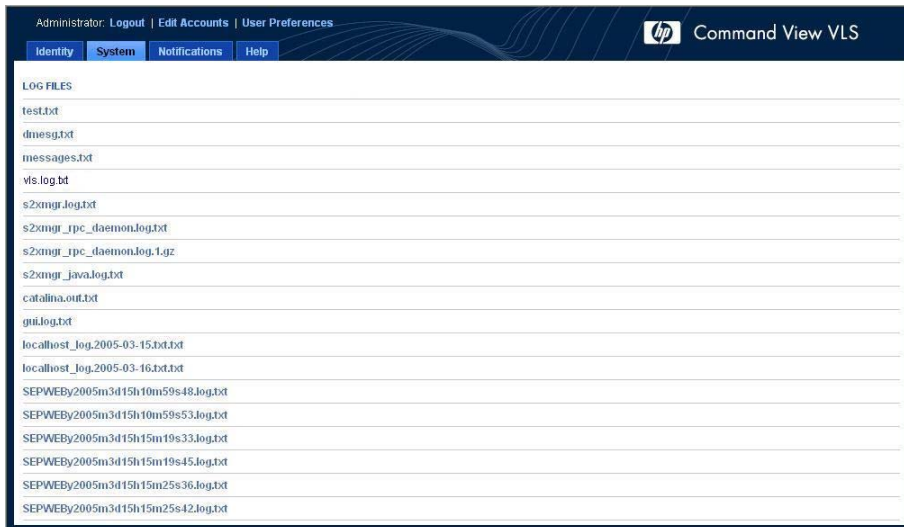 Administrator: Logout | Edit Accounts | User Preferences
hp Command View VLS
Identity System Notifications Help
LOG FILES
test.txt
dmesg.txt
messages.txt
vls.log.txt
s2xmgr.log.txt
s2xmgr_rpc_daemon.log.txt
s2xmgr_rpc_daemon.log.1.gz
s2xmgr_java.log.txt
catalina.out.txt
gui.log.txt
localhost_log.2005-03-15.txt.txt
localhost_log.2005-03-16.txt.txt
SEPWEBy2005m3d15h10m59s48.log.txt
SEPWEBy2005m3d15h10m59s53.log.txt
SEPWEBy2005m3d15h15m19s33.log.txt
SEPWEBy2005m3d15h15m19s45.log.txt
SEPWEBy2005m3d15h15m25s36.log.txt
SEPWEBy2005m3d15h15m25s42.log.txt